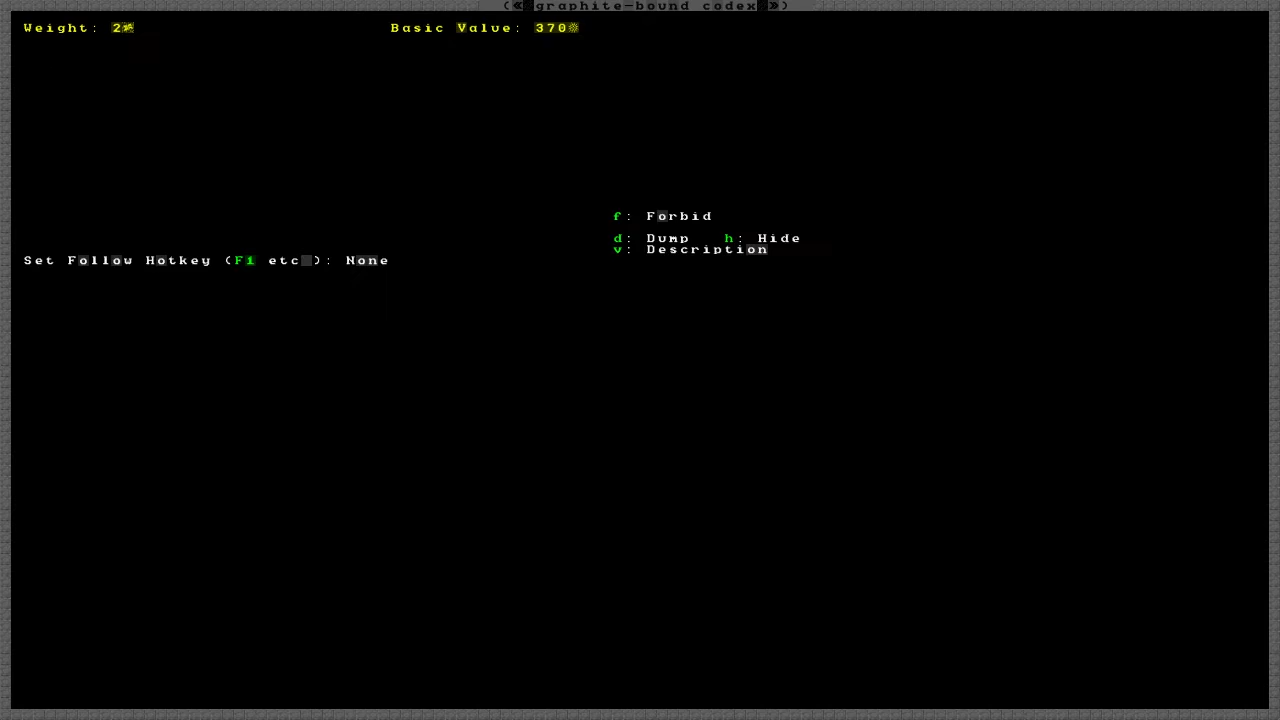 («graphite-bound codex»)
Weight: 2 Basic Value: 370☼
f: Forbid
d: Dump h: Hide
v: Description
Set Follow Hotkey (F1 etc ): None